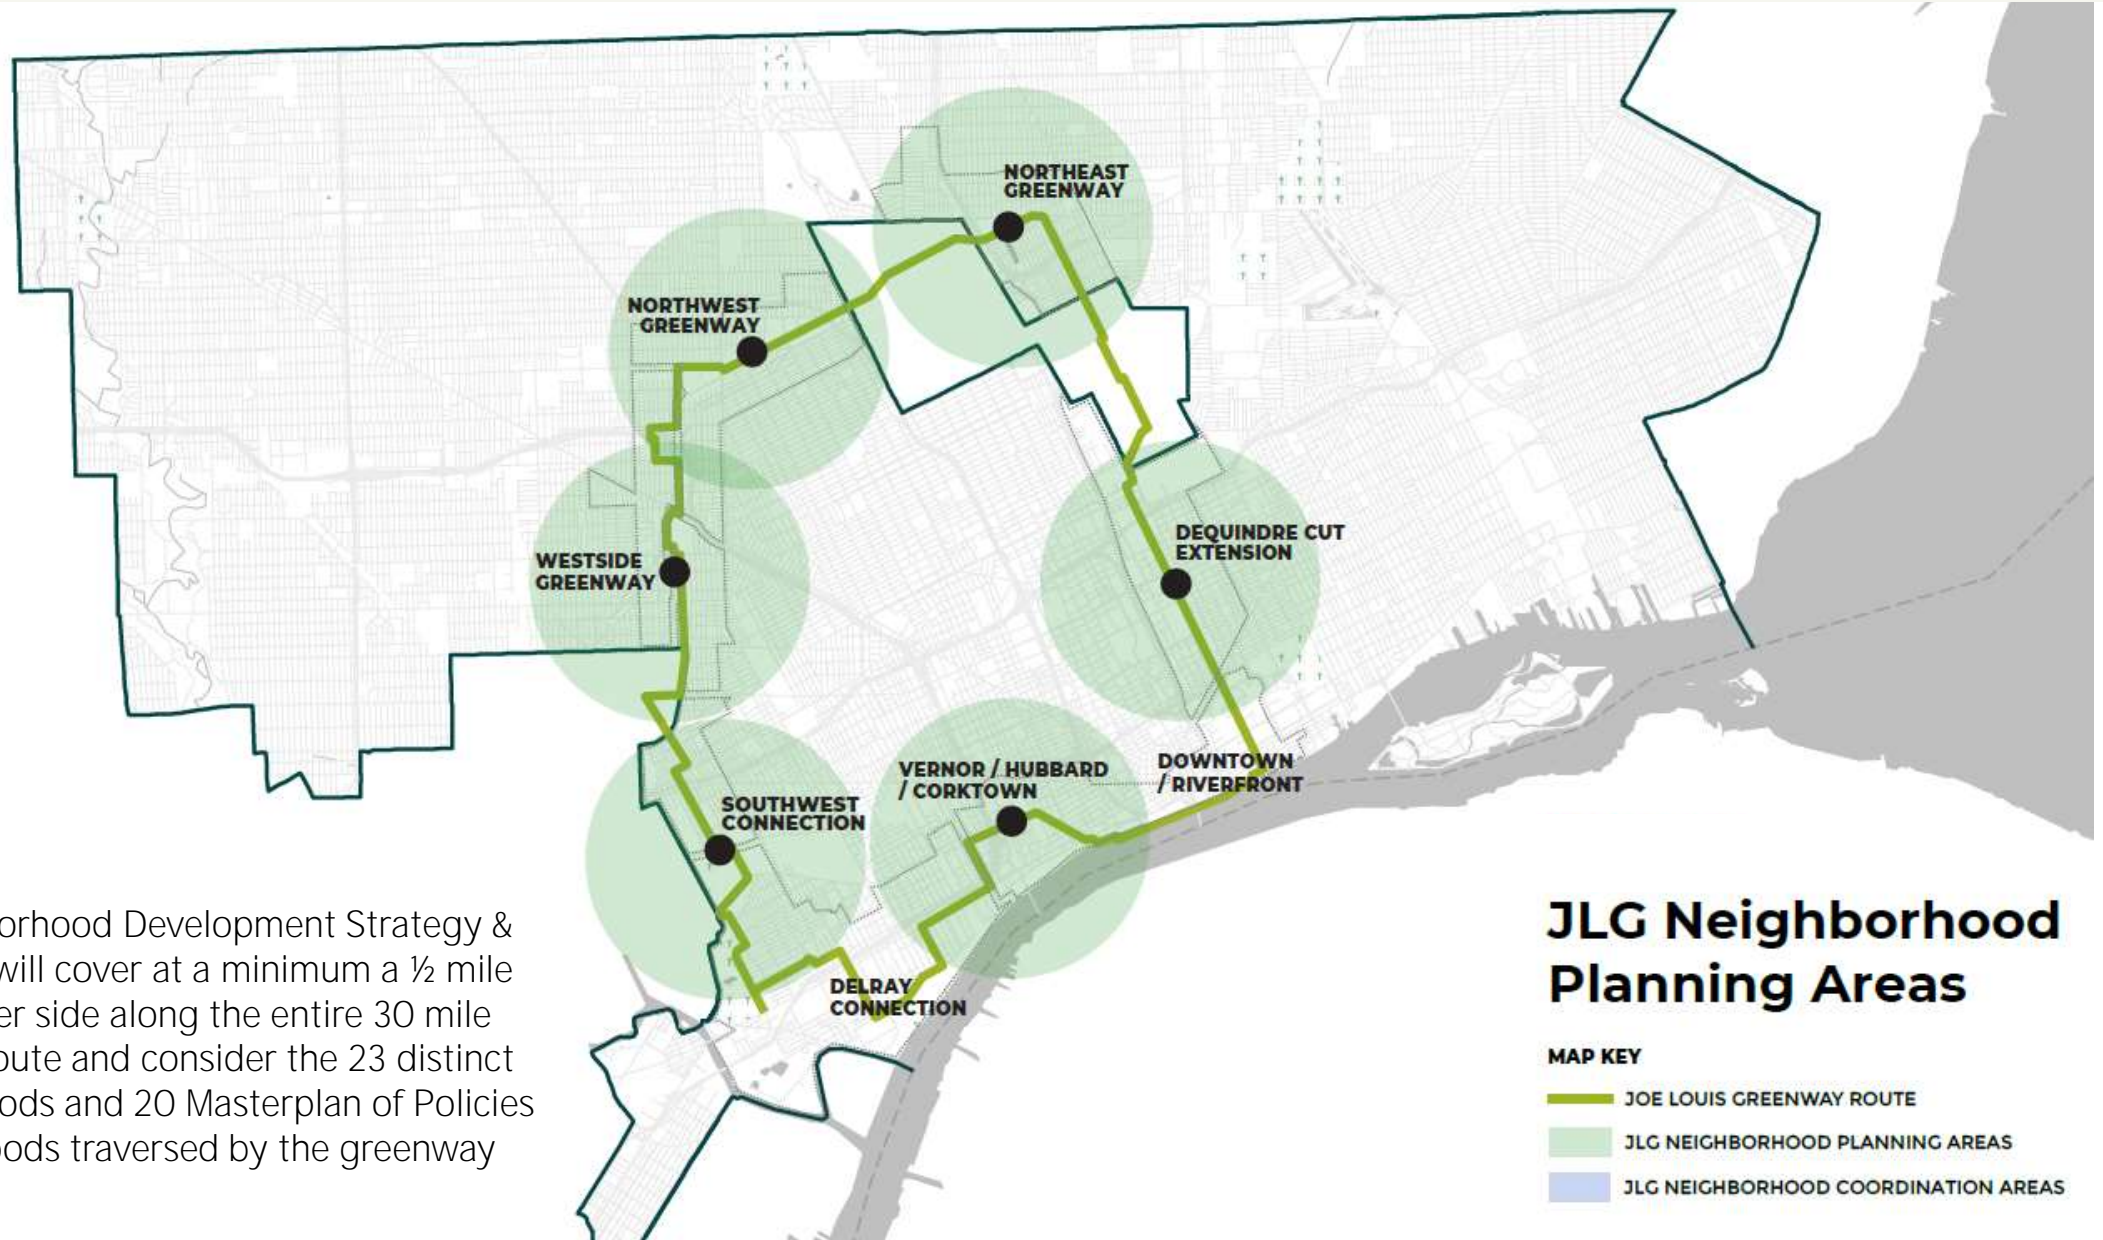 NORTHEAST
GREENWAY
NORTHWEST
GREENWAY
DEQUINDRE CUT
EXTENSION
WESTSIDE
GREENWAY
VERNOR / HUBBARD
/ CORKTOWN
DOWNTOWN
/ RIVERFRONT
SOUTHWEST
CONNECTION
DELRAY
CONNECTION
orhood Development Strategy &
will cover at a minimum a ½ mile
er side along the entire 30 mile
oute and consider the 23 distinct
ods and 20 Masterplan of Policies
oods traversed by the greenway
JLG Neighborhood
Planning Areas
MAP KEY
JOE LOUIS GREENWAY ROUTE
JLG NEIGHBORHOOD PLANNING AREAS
JLG NEIGHBORHOOD COORDINATION AREAS